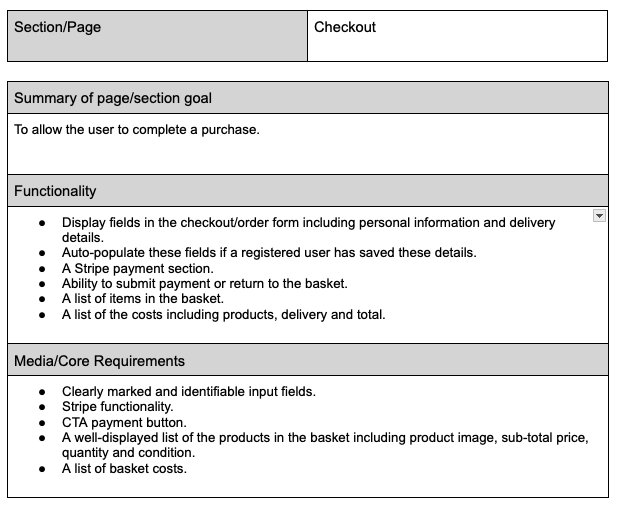 Section/Page
Checkout
Summary of page/section goal
To allow the user to complete a purchase.
Functionality
● Display fields in the checkout/order form including personal information and delivery
details.
● Auto-populate these fields if a registered user has saved these details.
● A Stripe payment section.
● Ability to submit payment or return to the basket.
● A list of items in the basket.
● A list of the costs including products, delivery and total.
Media/Core Requirements
● Clearly marked and identifiable input fields.
● Stripe functionality.
● CTA payment button.
● A well-displayed list of the products in the basket including product image, sub-total price,
quantity and condition.
● A list of basket costs.